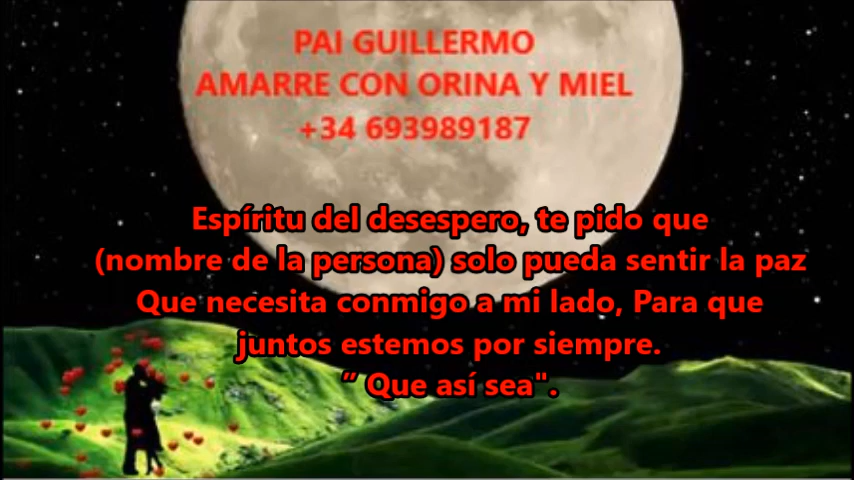 PAI GUILLERMO
AMARRE CON ORINA Y MIEL
+34 693989187
Espíritu del desespero, te pido que
(nombre de la persona) solo pueda sentir la paz
Que necesita conmigo a mi lado, Para que
juntos estemos por siempre.
” Que así sea".